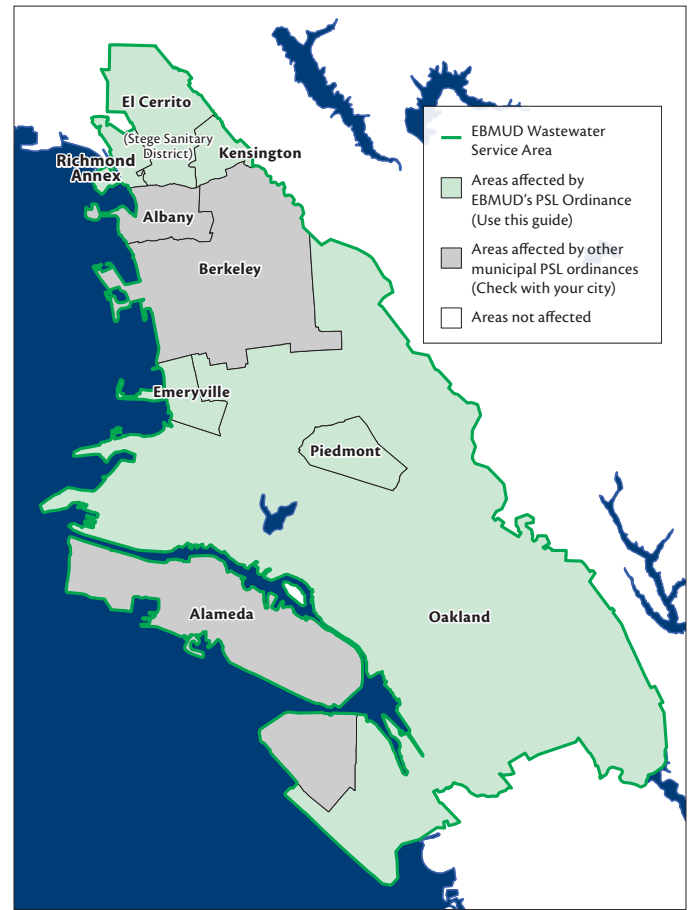 El Cerrito
(Stege Sanitary
District)
Kensington
Richmond
Annex
Albany
Berkeley
Emeryville
Piedmont
Alameda
Oakland
EBMUD Wastewater
Service Area
Areas affected by
EBMUD's PSL Ordinance
(Use this guide)
Areas affected by other
municipal PSL ordinances
(Check with your city)
Areas not affected